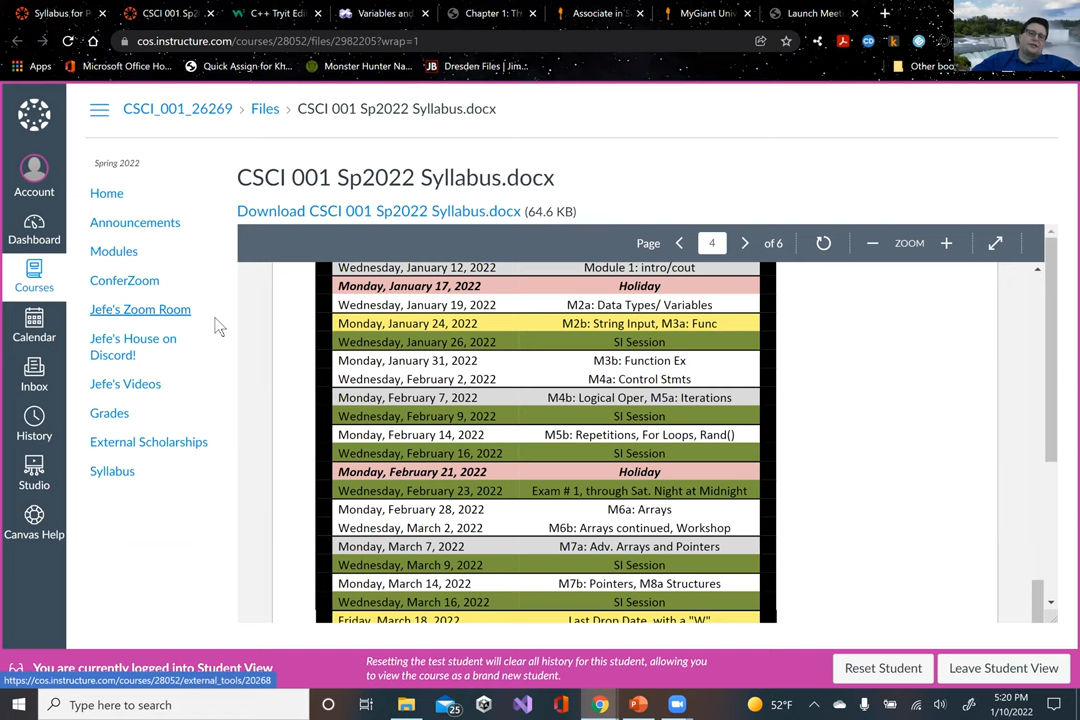 Syllabus for P
CSCI 001 Sp2
C++ Tryit Edi
Variables and
Chapter 1: Th
Associate in S
MyGiant Univ
Launch Meet
cos.instructure.com/courses/28052/files/2982205?wrap=1
Apps
Microsoft Office Ho...
Quick Assign for Kh...
Monster Hunter Na...
JB
Dresden Files | Jim...
Other boo
CSCI_001_26269 > Files > CSCI 001 Sp2022 Syllabus.docx
Account
Dashboard
Courses
Calendar
Inbox
History
Studio
Canvas Help
Spring 2022
Home
Announcements
Modules
ConferZoom
Jefe's Zoom Room
Jefe's House on
Discord!
Jefe's Videos
Grades
External Scholarships
Syllabus
CSCI 001 Sp2022 Syllabus.docx
Download CSCI 001 Sp2022 Syllabus.docx (64.6 KB)
Page 4 of 6 ZOOM
Wednesday, January 12, 2022 Module 1: intro/cout
Monday, January 17, 2022 Holiday
Wednesday, January 19, 2022 M2a: Data Types/ Variables
Monday, January 24, 2022 M2b: String Input, M3a: Func
Wednesday, January 26, 2022 SI Session
Monday, January 31, 2022 M3b: Function Ex
Wednesday, February 2, 2022 M4a: Control Stmts
Monday, February 7, 2022 M4b: Logical Oper, M5a: Iterations
Wednesday, February 9, 2022 SI Session
Monday, February 14, 2022 M5b: Repetitions, For Loops, Rand()
Wednesday, February 16, 2022 SI Session
Monday, February 21, 2022 Holiday
Wednesday, February 23, 2022 Exam # 1, through Sat. Night at Midnight
Monday, February 28, 2022 M6a: Arrays
Wednesday, March 2, 2022 M6b: Arrays continued, Workshop
Monday, March 7, 2022 M7a: Adv. Arrays and Pointers
Wednesday, March 9, 2022 SI Session
Monday, March 14, 2022 M7b: Pointers, M8a Structures
Wednesday, March 16, 2022 SI Session
Friday, March 18, 2022 Last Drop Date, with a "W"
You are currently logged into Student View
Resetting the test student will clear all history for this student, allowing you
to view the course as a brand new student.
Reset Student
Leave Student View
https://cos.instructure.com/courses/28052/external_tools/20268
Type here to search
25
52°F
5:20 PM
1/10/2022